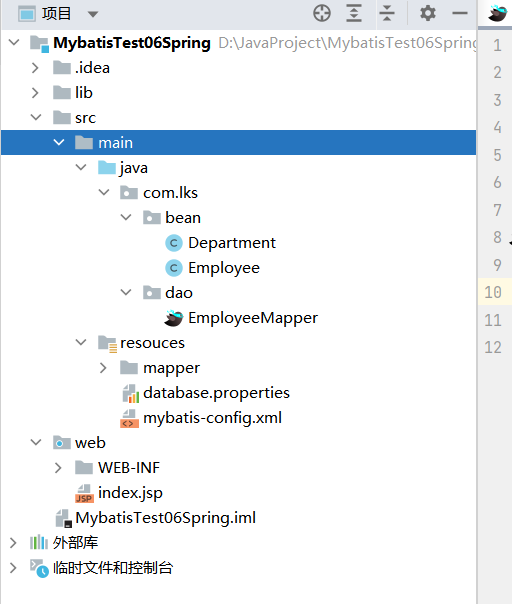 项目
MybatisTest06Spring D:\JavaProject\MybatisTest06Spring
.idea
lib
src
main
java
com.lks
bean
Department
Employee
dao
EmployeeMapper
resouces
mapper
database.properties
mybatis-config.xml
web
WEB-INF
index.jsp
MybatisTest06Spring.iml
外部库
临时文件和控制台
1
2
3
4
5
6
7
8
9
10
11
12